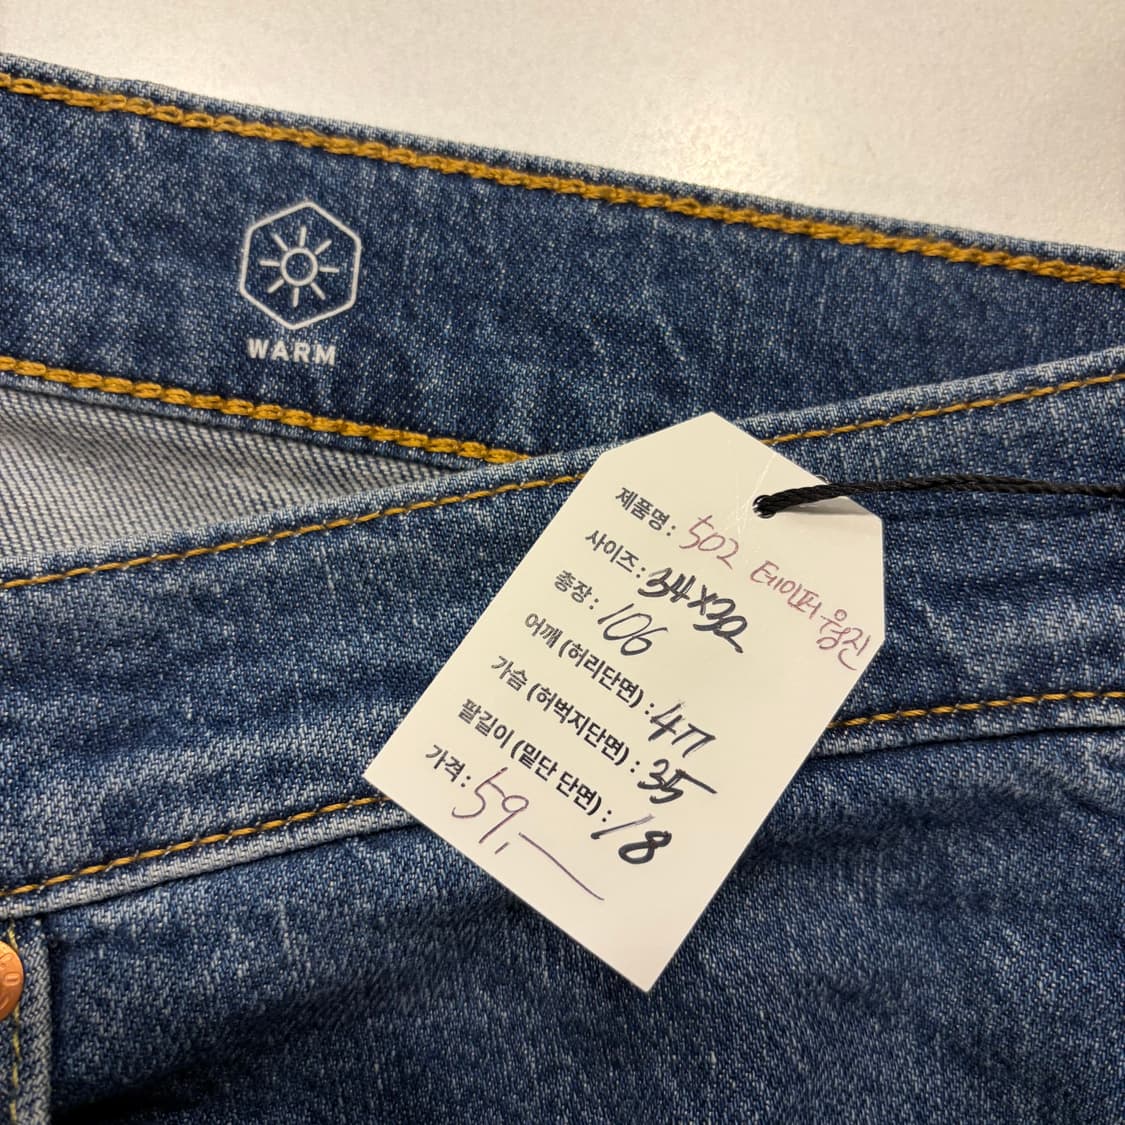 WARM
제품명 : 502 테이퍼 워싱진
사이즈 : 34x32
총장 : 106
어깨 (허리단면) : 47
가슴 (허벅지단면) : 35
팔길이 (밑단 단면) : 18
가격 : 59,—